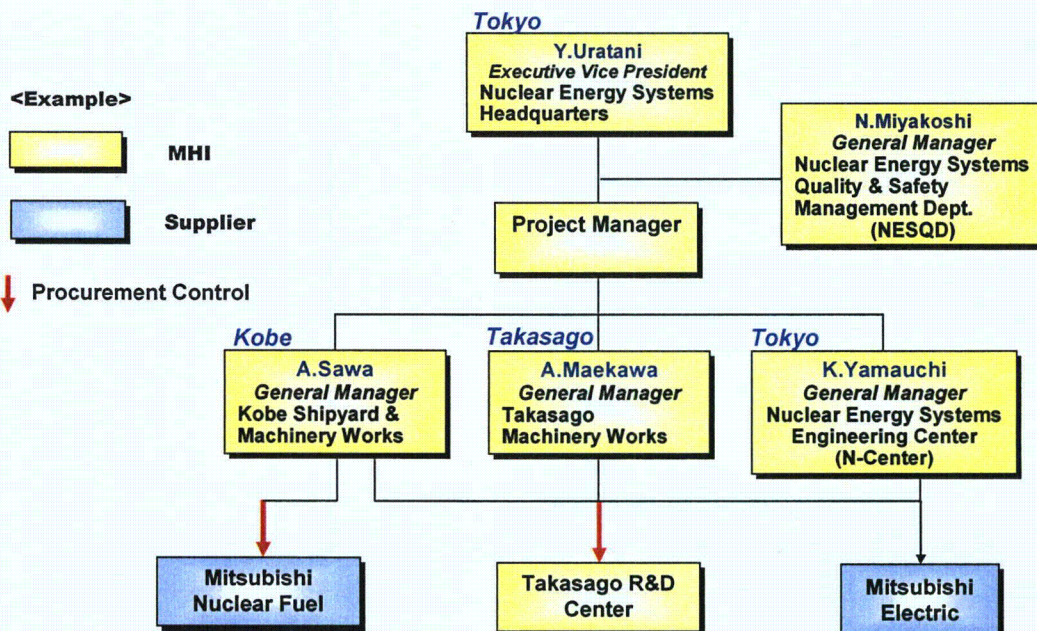 Tokyo
Y.Uratani
Executive Vice President
Nuclear Energy Systems
Headquarters
<Example>
MHI
Supplier
Procurement Control
N.Miyakoshi
General Manager
Nuclear Energy Systems
Quality & Safety
Management Dept.
(NESQD)
Project Manager
Kobe
A.Sawa
General Manager
Kobe Shipyard &
Machinery Works
Takasago
A.Maekawa
General Manager
Takasago
Machinery Works
Tokyo
K.Yamauchi
General Manager
Nuclear Energy Systems
Engineering Center
(N-Center)
Mitsubishi
Nuclear Fuel
Takasago R&D
Center
Mitsubishi
Electric